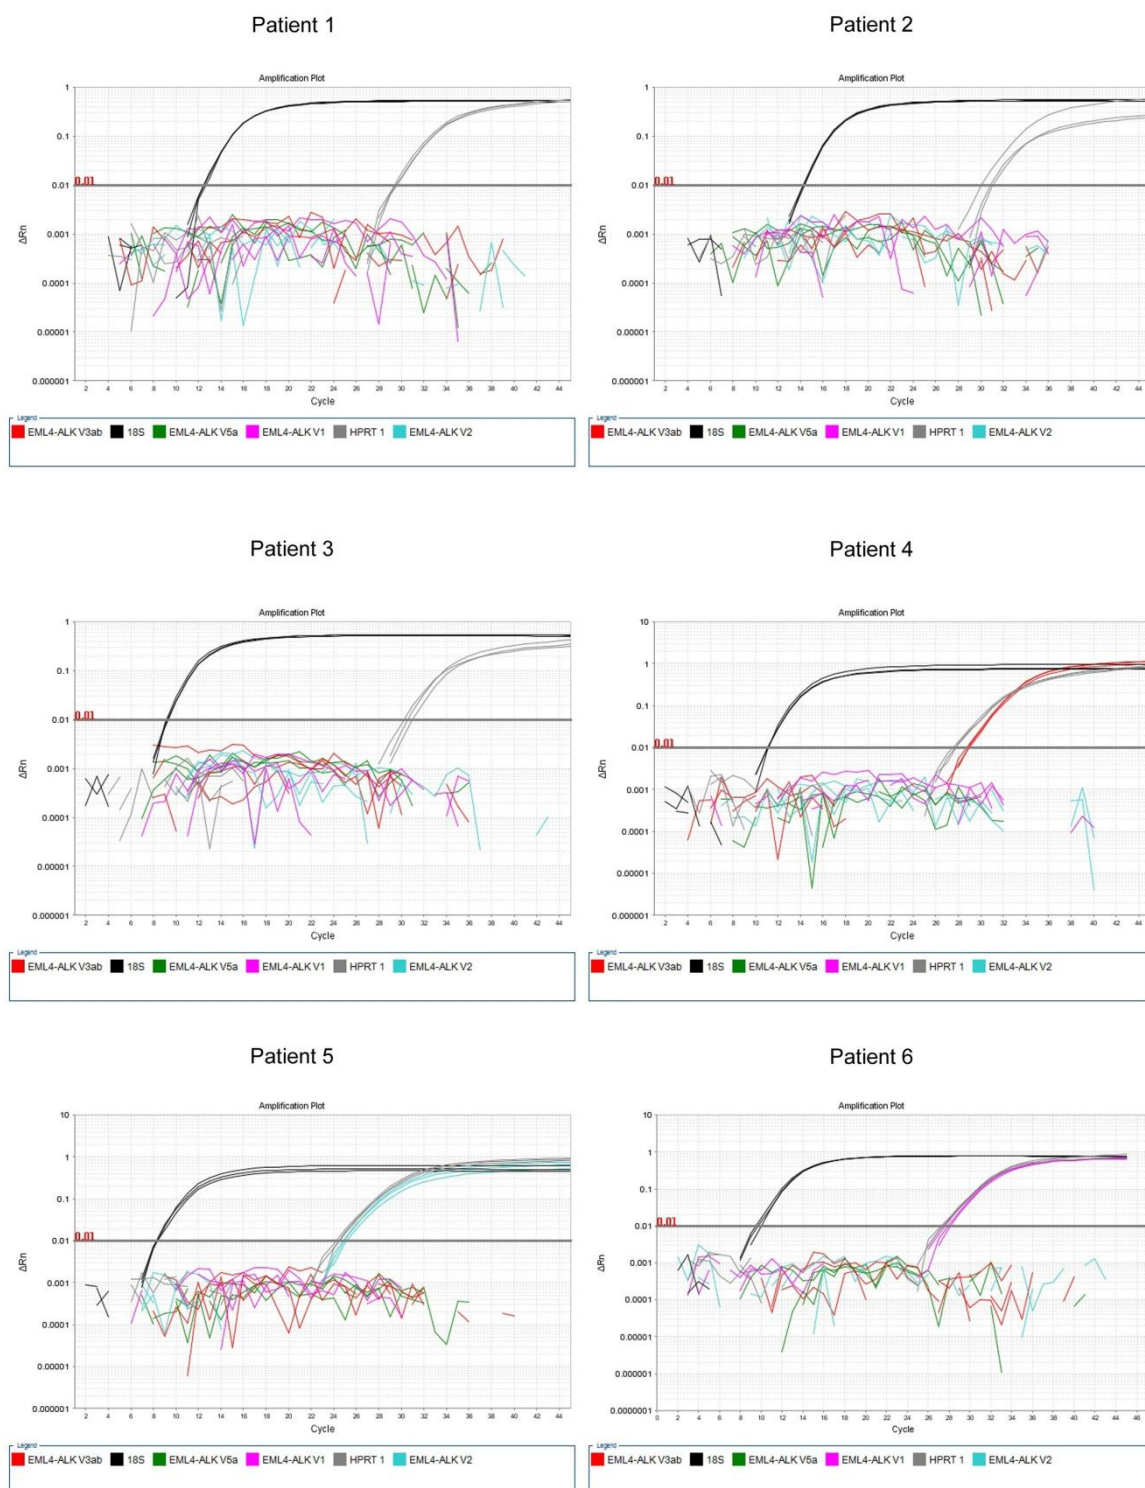 Patient 1
Amplification Plot
1
0.1
0.01
0.01
0.001
0.0001
0.00001
0.000001
ΔRn
2 4 6 8 10 12 14 16 18 20 22 24 26 28 30 32 34 36 38 40 42 44
Cycle
Legend
EML4-ALK V3ab 18S EML4-ALK V5a EML4-ALK V1 HPRT 1 EML4-ALK V2
Patient 2
Amplification Plot
1
0.1
0.01
0.01
0.001
0.0001
0.00001
0.000001
ΔRn
2 4 6 8 10 12 14 16 18 20 22 24 26 28 30 32 34 36 38 40 42 44
Cycle
Legend
EML4-ALK V3ab 18S EML4-ALK V5a EML4-ALK V1 HPRT 1 EML4-ALK V2
Patient 3
Amplification Plot
1
0.1
0.01
0.01
0.001
0.0001
0.00001
0.000001
ΔRn
2 4 6 8 10 12 14 16 18 20 22 24 26 28 30 32 34 36 38 40 42 44
Cycle
Legend
EML4-ALK V3ab 18S EML4-ALK V5a EML4-ALK V1 HPRT 1 EML4-ALK V2
Patient 4
Amplification Plot
10
1
0.1
0.01
0.01
0.001
0.0001
0.00001
0.000001
ΔRn
2 4 6 8 10 12 14 16 18 20 22 24 26 28 30 32 34 36 38 40 42 44
Cycle
Legend
EML4-ALK V3ab 18S EML4-ALK V5a EML4-ALK V1 HPRT 1 EML4-ALK V2
Patient 5
Amplification Plot
10
1
0.1
0.01
0.01
0.001
0.0001
0.00001
0.000001
ΔRn
2 4 6 8 10 12 14 16 18 20 22 24 26 28 30 32 34 36 38 40 42 44
Cycle
Legend
EML4-ALK V3ab 18S EML4-ALK V5a EML4-ALK V1 HPRT 1 EML4-ALK V2
Patient 6
Amplification Plot
10
1
0.1
0.01
0.01
0.001
0.0001
0.00001
0.000001
0.0000001
ΔRn
0 2 4 6 8 10 12 14 16 18 20 22 24 26 28 30 32 34 36 38 40 42 44 46
Cycle
Legend
EML4-ALK V3ab 18S EML4-ALK V5a EML4-ALK V1 HPRT 1 EML4-ALK V2